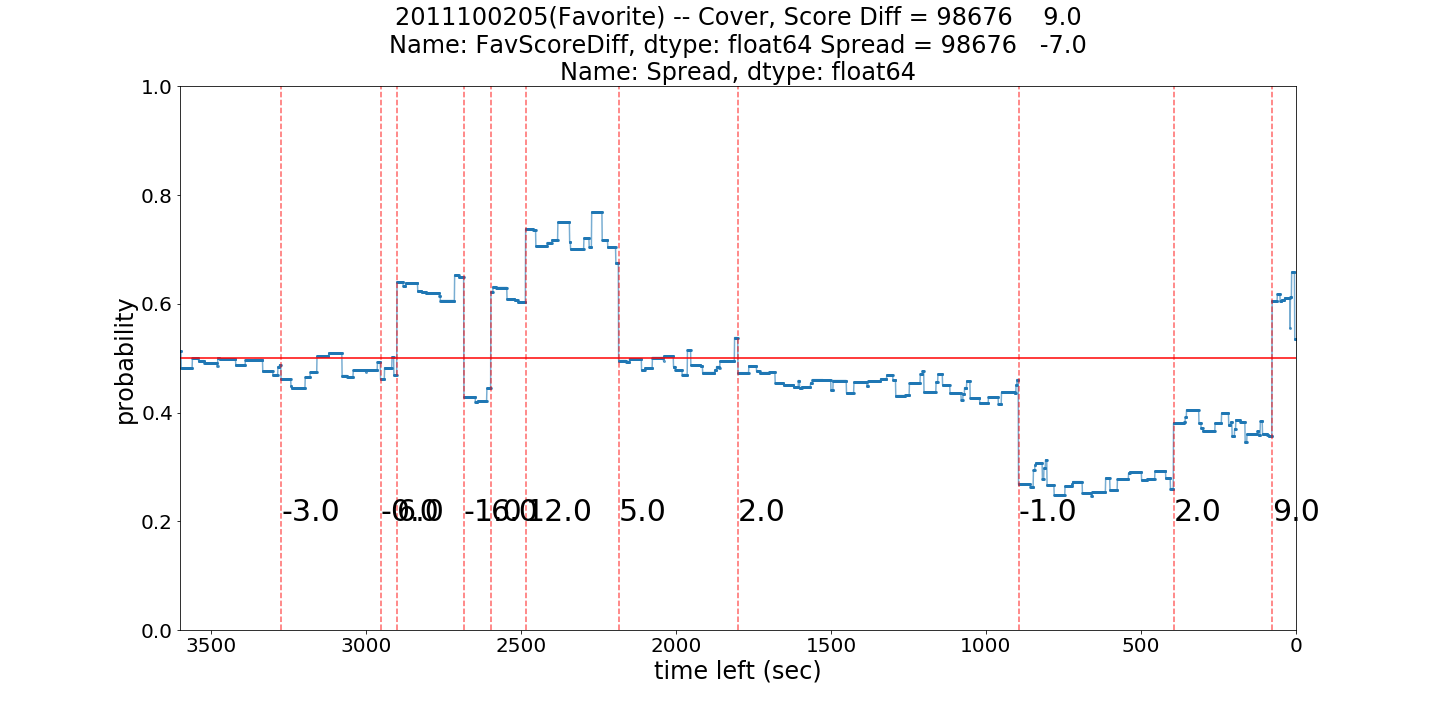 2011100205(Favorite) -- Cover, Score Diff = 98676    9.0
Name: FavScoreDiff, dtype: float64 Spread = 98676   -7.0
Name: Spread, dtype: float64
1.0
0.8
0.6
0.4
0.2
0.0
probability
-3.0
5.0
2.0
-1.0
2.0
9.0
3500 3000 2500 2000 1500 1000 500 0
time left (sec)